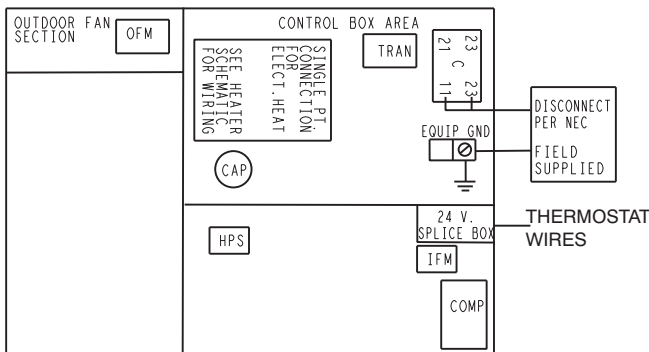 OUTDOOR FAN
SECTION
OFM
CONTROL BOX AREA
TRAN
SINGLE PT.
CONNECTION
FOR
ELECT.HEAT
SEE HEATER
SCHEMATIC
FOR WIRING
21 23
C
11 23
DISCONNECT
PER NEC
FIELD
SUPPLIED
EQUIP GND
CAP
24 V.
SPLICE BOX
THERMOSTAT
WIRES
HPS
IFM
COMP